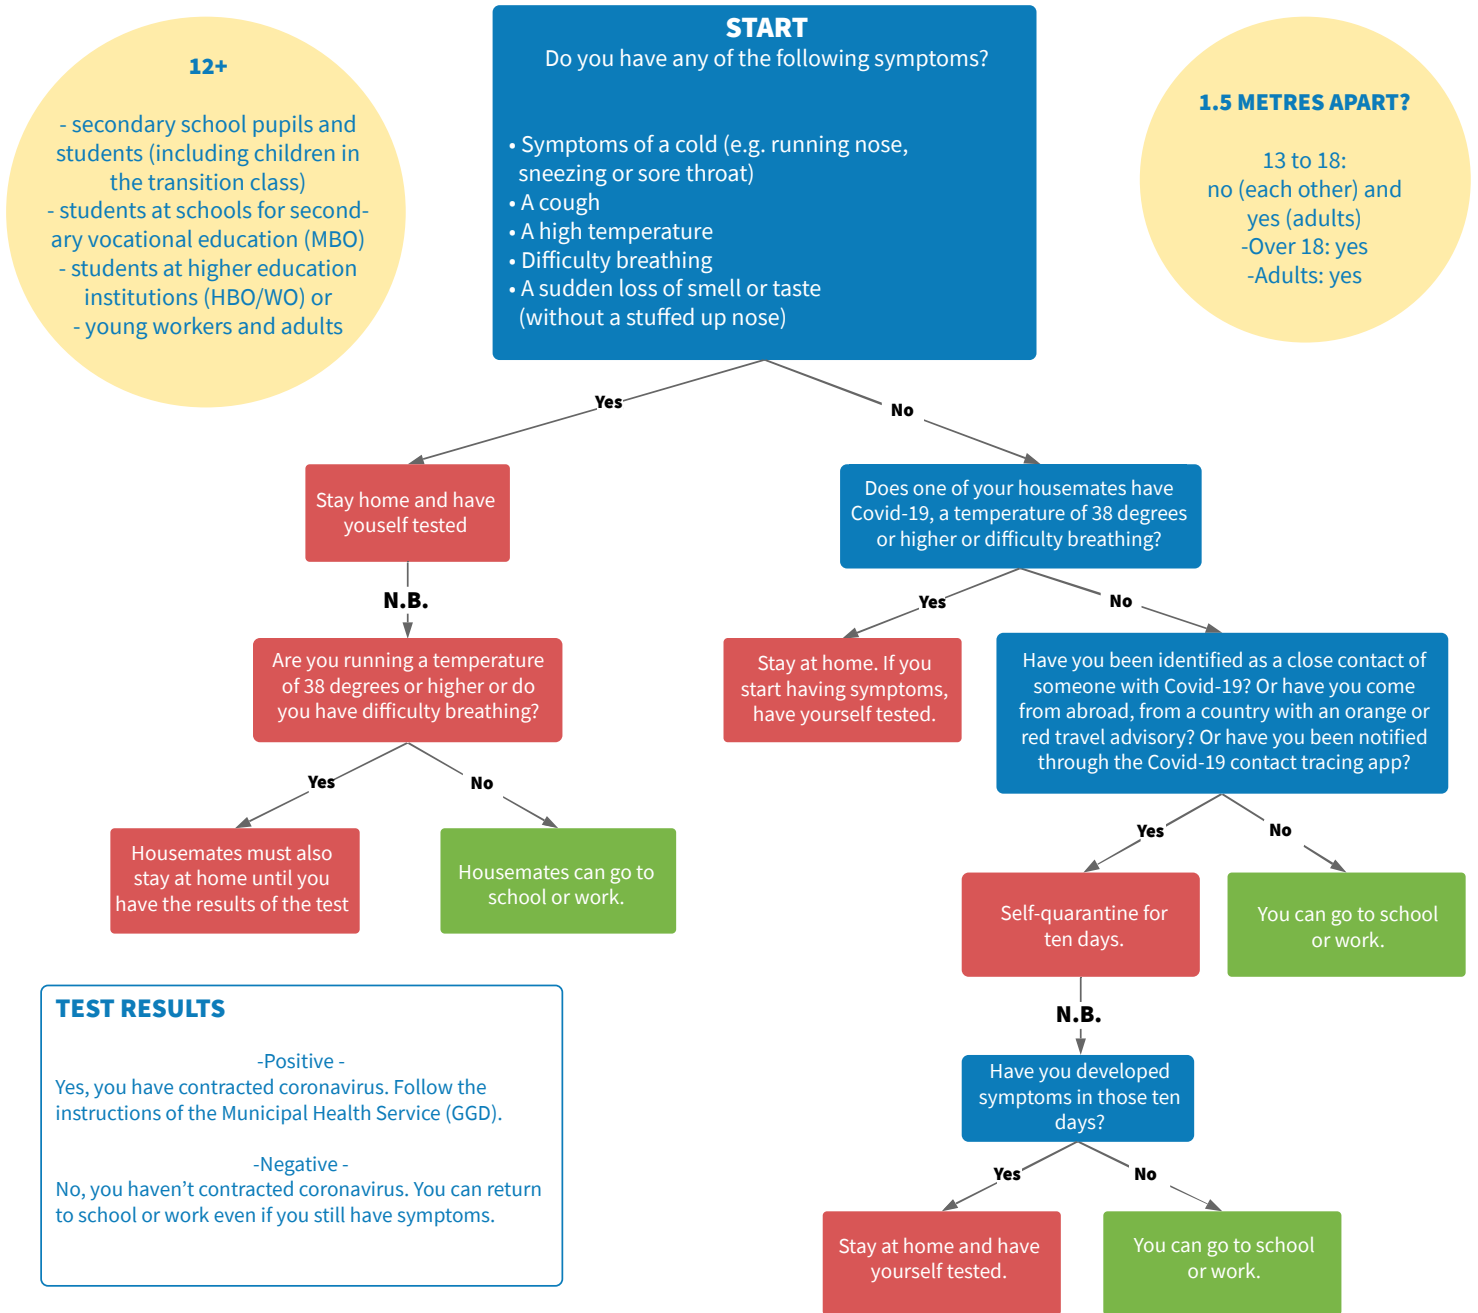 12+
- secondary school pupils and
students (including children in
the transition class)
- students at schools for second-
ary vocational education (MBO)
- students at higher education
institutions (HBO/WO) or
- young workers and adults
START
Do you have any of the following symptoms?
• Symptoms of a cold (e.g. running nose,
sneezing or sore throat)
• A cough
• A high temperature
• Difficulty breathing
• A sudden loss of smell or taste
(without a stuffed up nose)
1.5 METRES APART?
13 to 18:
no (each other) and
yes (adults)
-Over 18: yes
-Adults: yes
Yes
No
Stay home and have
youself tested
Does one of your housemates have
Covid-19, a temperature of 38 degrees
or higher or difficulty breathing?
N.B.
Yes
No
Are you running a temperature
of 38 degrees or higher or do
you have difficulty breathing?
Stay at home. If you
start having symptoms,
have yourself tested.
Have you been identified as a close contact of
someone with Covid-19? Or have you come
from abroad, from a country with an orange or
red travel advisory? Or have you been notified
through the Covid-19 contact tracing app?
Yes
No
Yes
No
Housemates must also
stay at home until you
have the results of the test
Housemates can go to
school or work.
Self-quarantine for
ten days.
You can go to school
or work.
N.B.
Have you developed
symptoms in those ten
days?
Yes
No
Stay at home and have
yourself tested.
You can go to school
or work.
TEST RESULTS
-Positive -
Yes, you have contracted coronavirus. Follow the
instructions of the Municipal Health Service (GGD).
-Negative -
No, you haven’t contracted coronavirus. You can return
to school or work even if you still have symptoms.